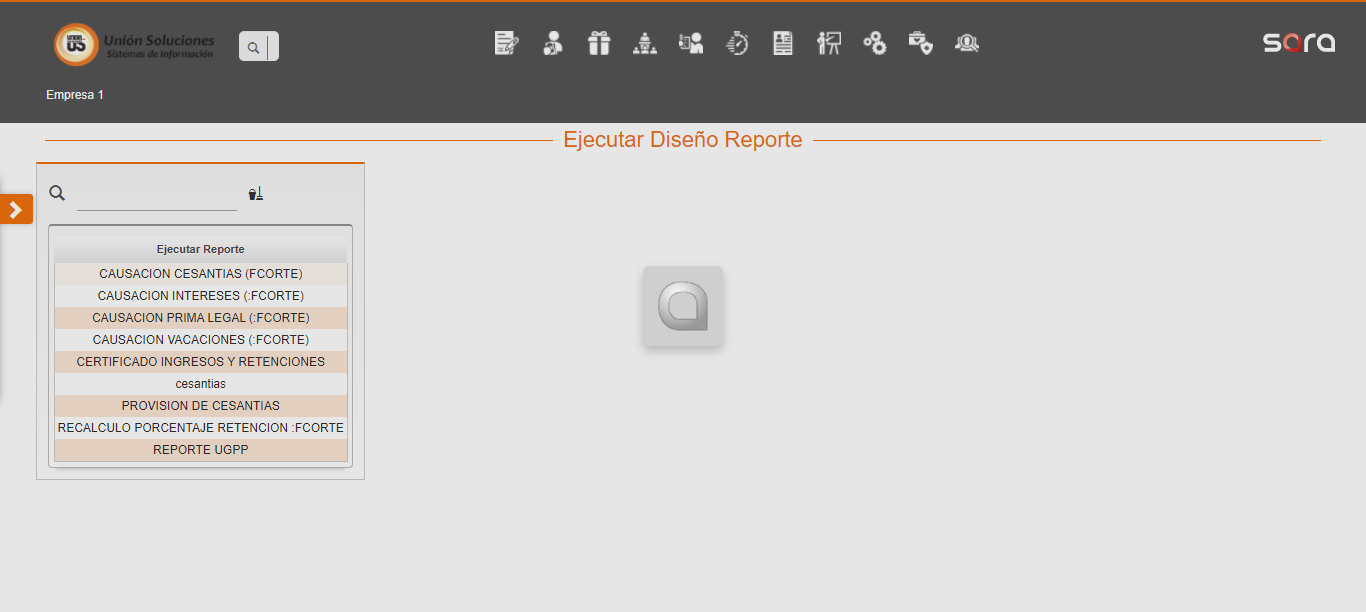 UNION
US
Unión Soluciones
Sistemas de Información
sara
Empresa 1
Ejecutar Diseño Reporte
Ejecutar Reporte
CAUSACION CESANTIAS (FCORTE)
CAUSACION INTERESES (:FCORTE)
CAUSACION PRIMA LEGAL (:FCORTE)
CAUSACION VACACIONES (:FCORTE)
CERTIFICADO INGRESOS Y RETENCIONES
cesantias
PROVISION DE CESANTIAS
RECALCULO PORCENTAJE RETENCION :FCORTE
REPORTE UGPP